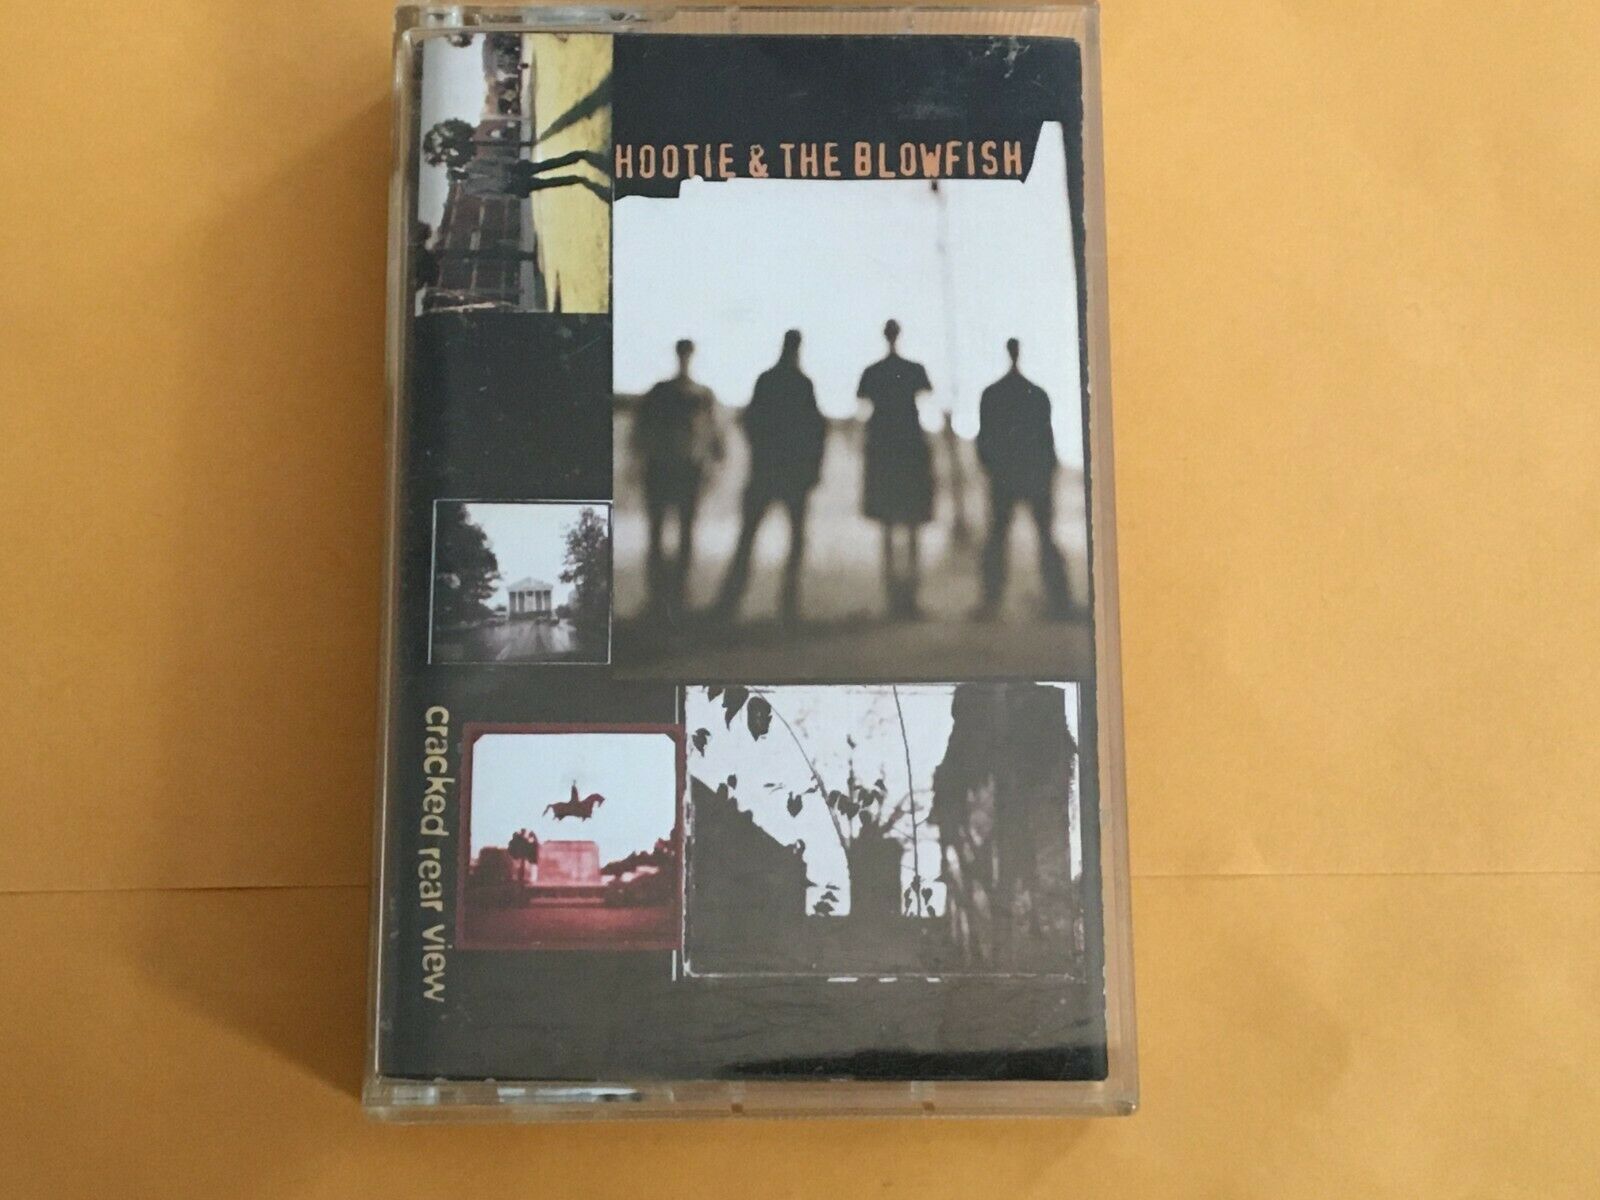 HOOTIE & THE BLOWFISH
cracked rear view